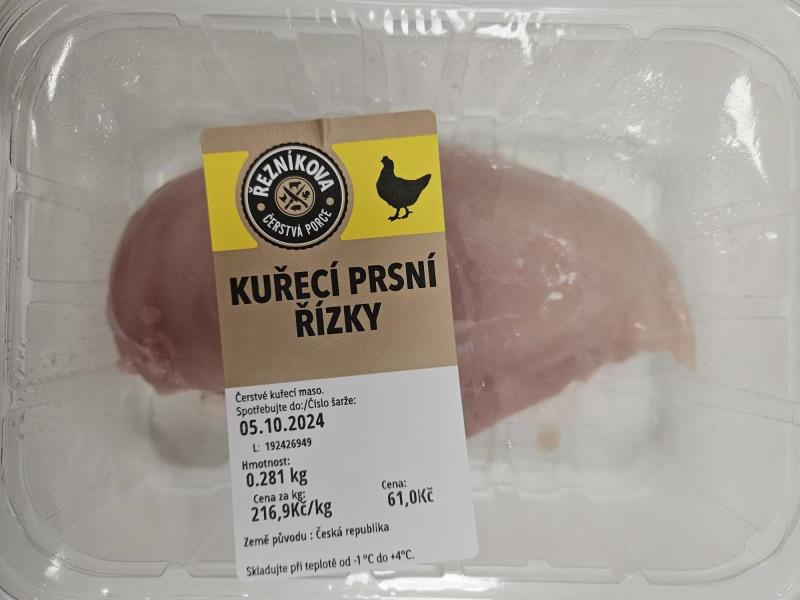 ŘEZNÍKOVA
ČERSTVÁ PORCE
KUŘECÍ PRSNÍ
ŘÍZKY
Čerstvé kuřecí maso.
Spotřebujte do:/Číslo šarže:
05.10.2024
L: 192426949
Hmotnost:
0.281 kg
Cena za kg:
216,9Kč/kg
Cena:
61,0Kč
Země původu : Česká republika
Skladujte při teplotě od -1 °C do +4°C.